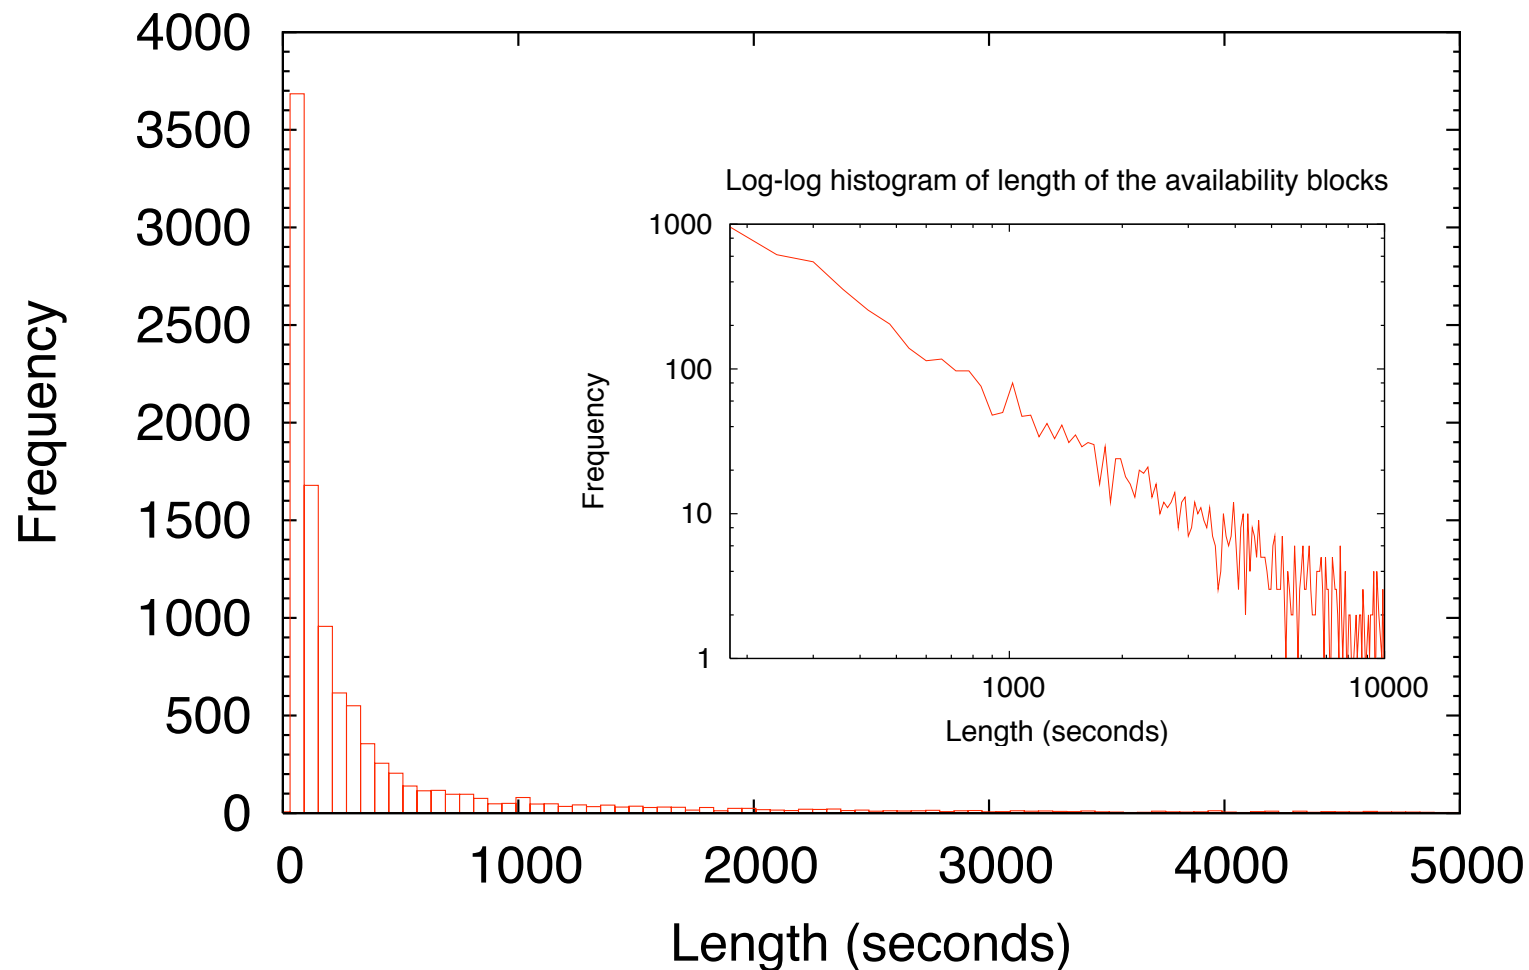 4000
3500
3000
2500
2000
1500
1000
500
0
Frequency
0 1000 2000 3000 4000 5000
Length (seconds)
Log-log histogram of length of the availability blocks
1000
100
10
1
Frequency
1000 10000
Length (seconds)